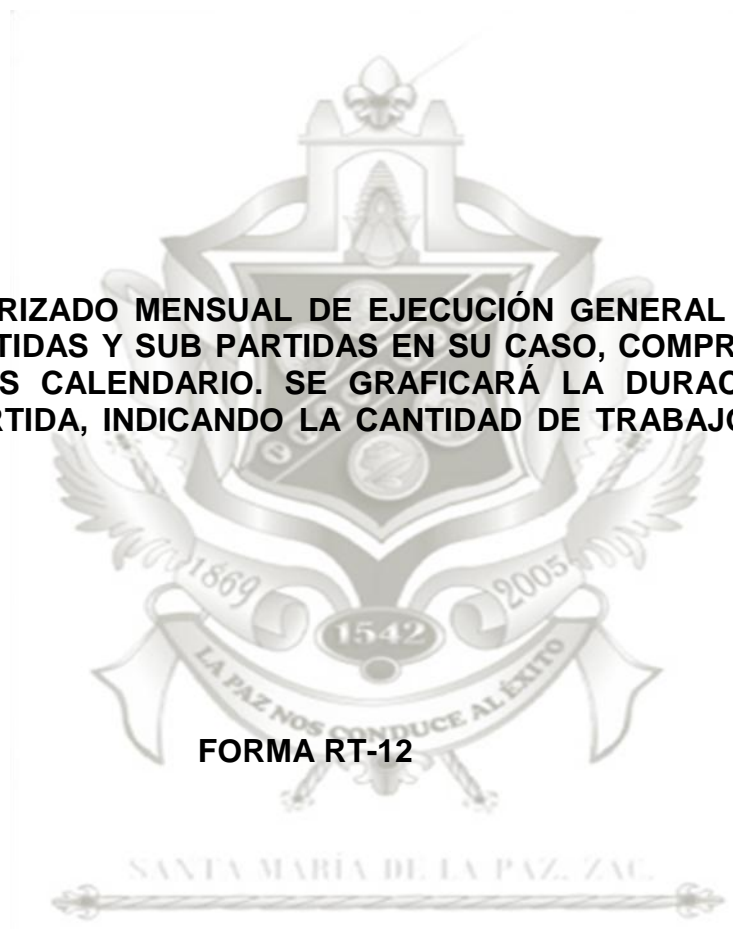 RIZADO MENSUAL DE EJECUCIÓN GENERAL
TIDAS Y SUB PARTIDAS EN SU CASO, COMPR
S CALENDARIO. SE GRAFICARÁ LA DURAC
RTIDA, INDICANDO LA CANTIDAD DE TRABAJO
1869
2005
1542
LA PAZ NOS CONDUCE AL ÉXITO
FORMA RT-12
SANTA MARÍA DE LA PAZ, ZAC.